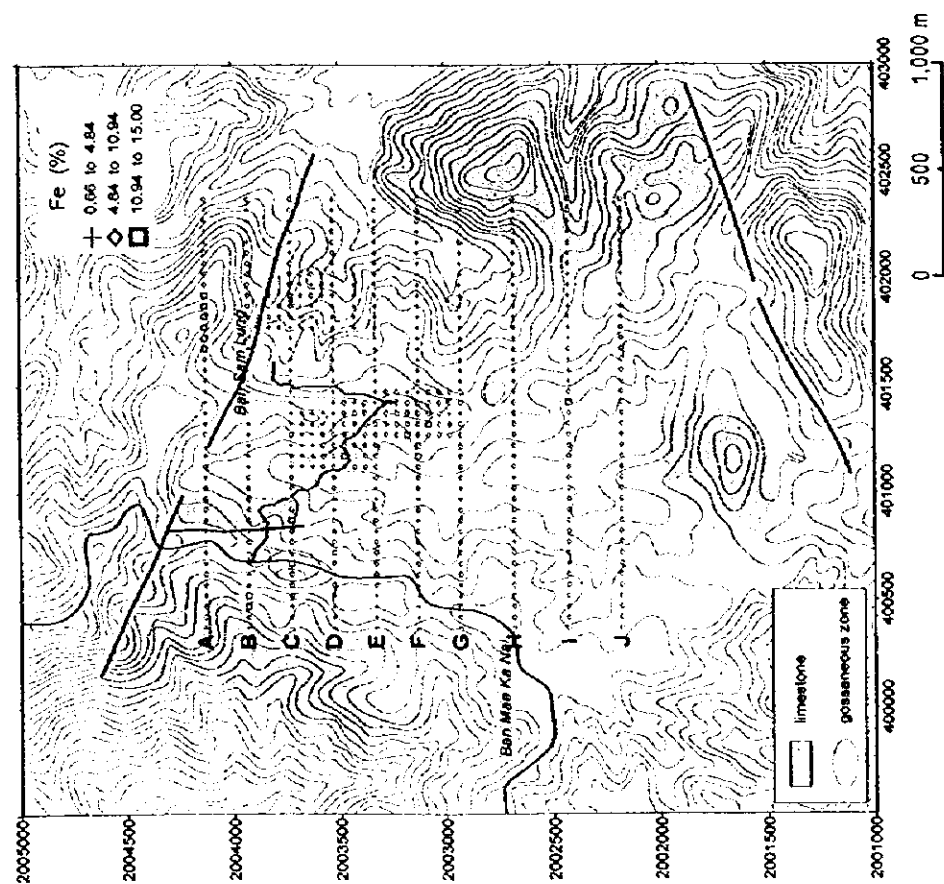 Fe (%)
0.66 to 4.84
4.84 to 10.94
10.94 to 15.00
2005000
2004500
2004000
2003500
2003000
2002500
2002000
2001500
2001000
Ban Sam Lung
A
B
C
D
E
F
G
H
I
J
Ban Mae Ka Nai
limestone
gossaneous zone
400000
400500
401000
401500
402000
402500
403000
0 500 1,000 m